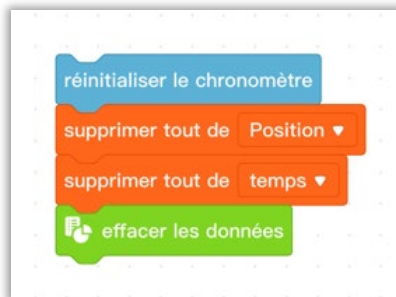 réinitialiser le chronomètre
supprimer tout de Position
supprimer tout de temps
effacer les données